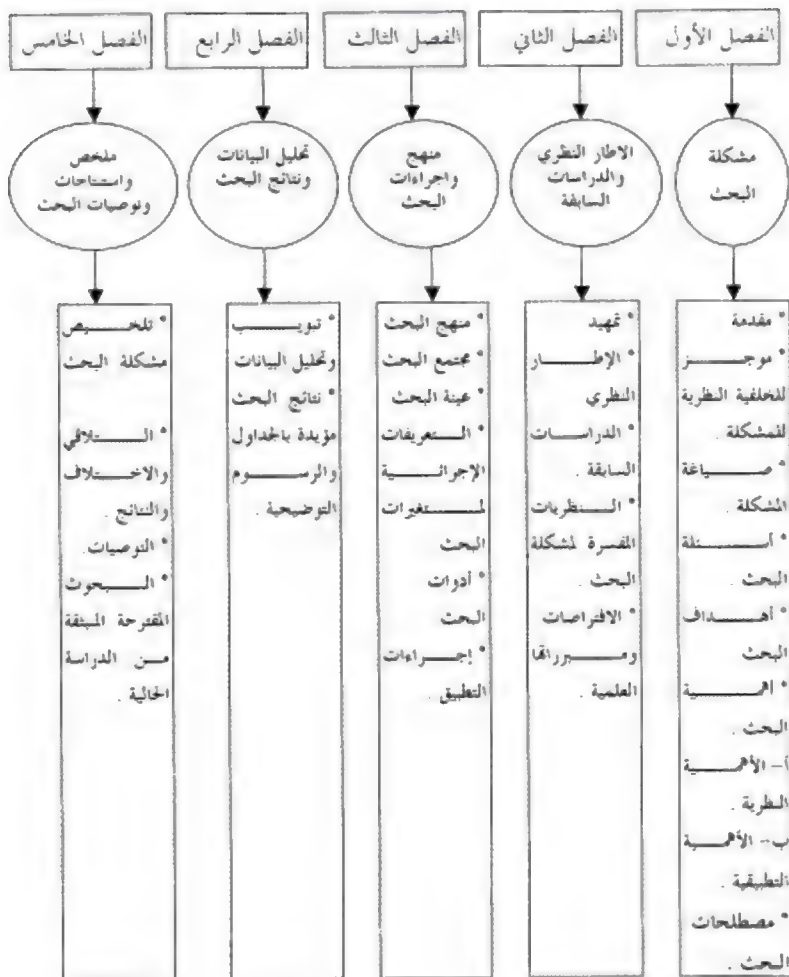 الفصل الأول
الفصل الثاني
الفصل الثالث
الفصل الرابع
الفصل الخامس
مشكلة
البحث
الاطار النظري
والدراسات
السابقة
منهج
واجراءات
البحث
تحليل البيانات
ونتائج البحث
ملخص
واستنتاجات
وتوصيات البحث
* مقدمة
* موجز
للخلفية النظرية
للمشكلة .
* صياغة
المشكلة .
* أسئلة
البحث .
* أهداف
البحث
* أهمية
البحث .
أ- الأهمية
النظرية .
ب- الأهمية
التطبيقية .
* مصطلحات
البحث .
* تمهيد
* الإطار
النظري
* الدراسات
السابقة .
* النظريات
المفسرة لمشكلة
البحث .
* الافتراضات
ومبرراتها
العلمية .
* منهج البحث
* مجتمع البحث
* عينة البحث
* التعريفات
الإجرائية
لمتغيرات
البحث
* أدوات
البحث
* إجراءات
التطبيق .
* تبويب
وتحليل البيانات
* نتائج البحث
مؤيدة بالجداول
والرسوم
التوضيحية .
* تلخيص
مشكلة البحث
* التلاقي
والاختلاف
والنتائج .
* التوصيات .
* البحوث
المقترحة المنبثقة
من الدراسة
الحالية .